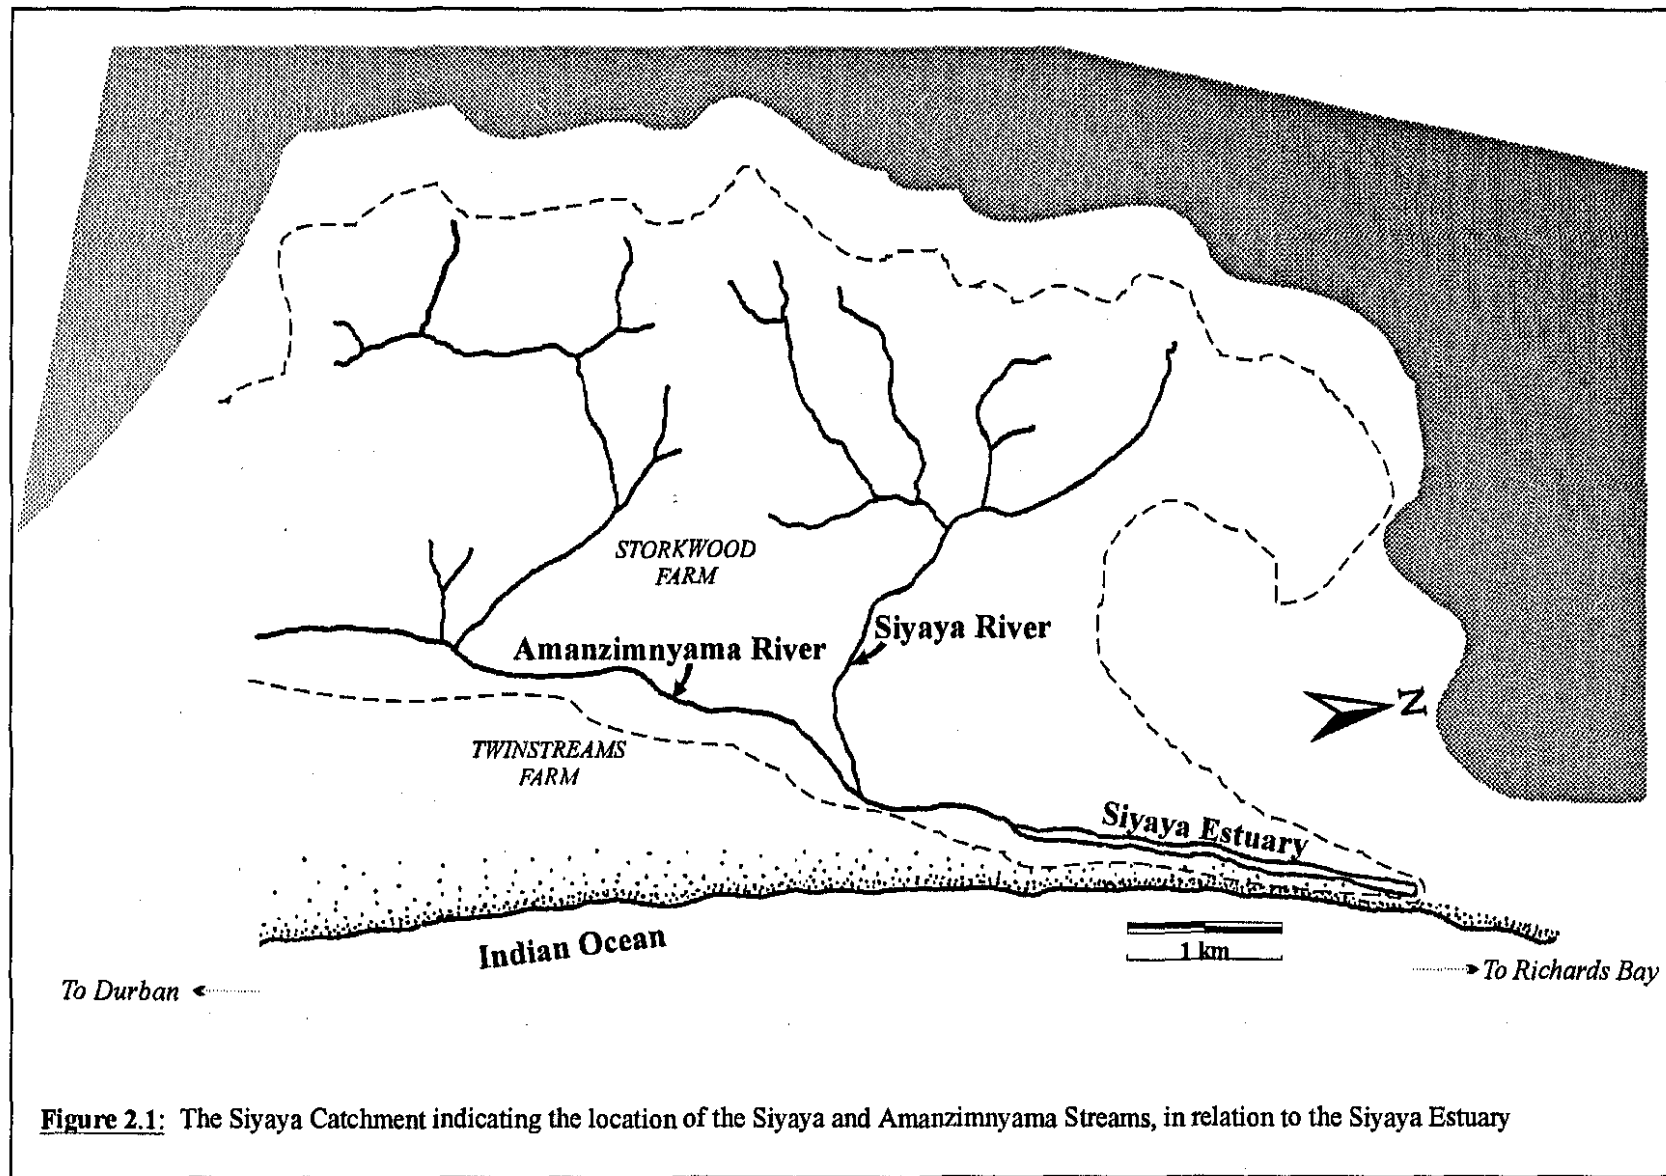 STORKWOOD
FARM
Siyaya River
Amanzimnyama River
N
TWINSTREAMS
FARM
Siyaya Estuary
Indian Ocean
1 km
To Durban
To Richards Bay
Figure 2.1: The Siyaya Catchment indicating the location of the Siyaya and Amanzimnyama Streams, in relation to the Siyaya Estuary